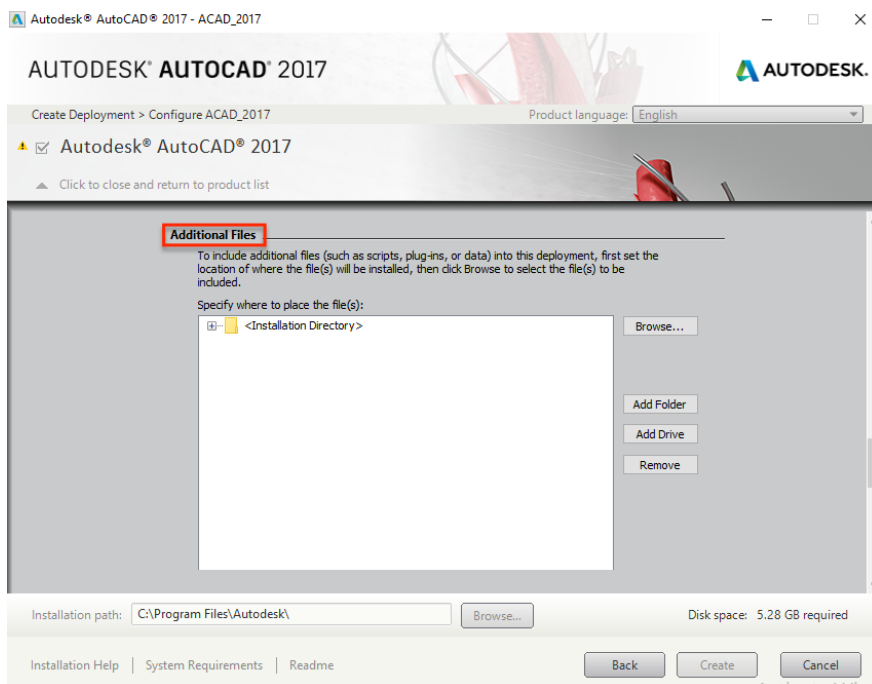 Autodesk® AutoCAD® 2017 - ACAD_2017
AUTODESK® AUTOCAD® 2017
AUTODESK.
Create Deployment > Configure ACAD_2017
Product language: English
Autodesk® AutoCAD® 2017
Click to close and return to product list
Additional Files
To include additional files (such as scripts, plug-ins, or data) into this deployment, first set the
location of where the file(s) will be installed, then click Browse to select the file(s) to be
included.
Specify where to place the file(s):
<Installation Directory>
Browse...
Add Folder
Add Drive
Remove
Installation path: C:\Program Files\Autodesk\
Browse...
Disk space: 5.28 GB required
Installation Help | System Requirements | Readme
Back
Create
Cancel